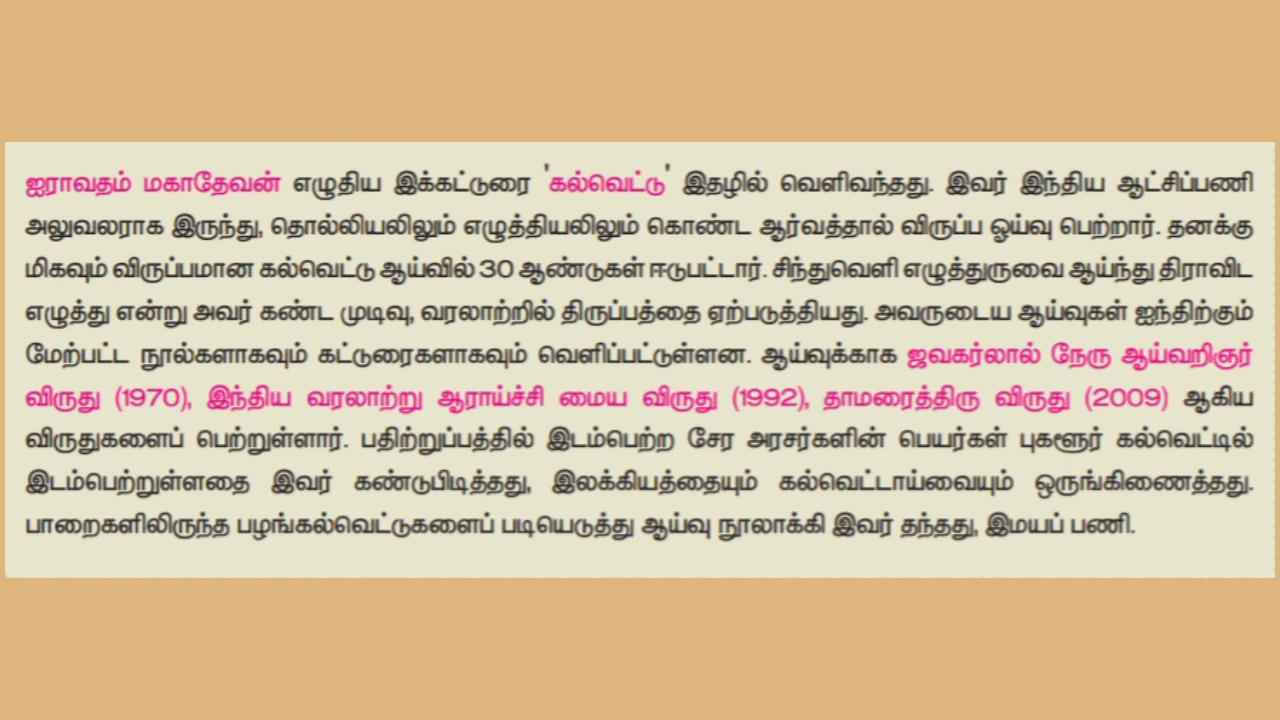 ஐராவதம் மகாதேவன் எழுதிய இக்கட்டுரை 'கல்வெட்டு' இதழில் வெளிவந்தது. இவர் இந்திய ஆட்சிப்பணி
அலுவலராக இருந்து, தொல்லியலிலும் எழுத்தியலிலும் கொண்ட ஆர்வத்தால் விருப்ப ஓய்வு பெற்றார். தனக்கு
மிகவும் விருப்பமான கல்வெட்டு ஆய்வில் 30 ஆண்டுகள் ஈடுபட்டார். சிந்துவெளி எழுத்துருவை ஆய்ந்து திராவிட
எழுத்து என்று அவர் கண்ட முடிவு, வரலாற்றில் திருப்பத்தை ஏற்படுத்தியது. அவருடைய ஆய்வுகள் ஐந்திற்கும்
மேற்பட்ட நூல்களாகவும் கட்டுரைகளாகவும் வெளிப்பட்டுள்ளன. ஆய்வுக்காக ஜவகர்லால் நேரு ஆய்வறிஞர்
விருது (1970), இந்திய வரலாற்று ஆராய்ச்சி மைய விருது (1992), தாமரைத்திரு விருது (2009) ஆகிய
விருதுகளைப் பெற்றுள்ளார். பதிற்றுப்பத்தில் இடம்பெற்ற சேர அரசர்களின் பெயர்கள் புகளூர் கல்வெட்டில்
இடம்பெற்றுள்ளதை இவர் கண்டுபிடித்தது, இலக்கியத்தையும் கல்வெட்டாய்வையும் ஒருங்கிணைத்தது.
பாறைகளிலிருந்த பழங்கல்வெட்டுகளைப் படியெடுத்து ஆய்வு நூலாக்கி இவர் தந்தது, இமயப் பணி.